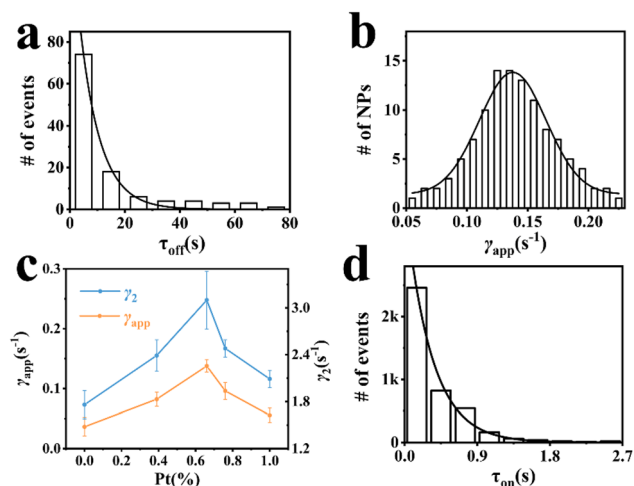 a
# of events
80
60
40
20
0
0 20 40 60 80
τoff(s)
b
# of NPs
15
10
5
0
0.05 0.10 0.15 0.20
γapp(s-1)
c
γapp(s-1)
0.3
0.2
0.1
0.0
γ2
γapp
3.0
2.4
1.8
1.2
γ2(s-1)
0.0 0.2 0.4 0.6 0.8 1.0
Pt(%)
d
# of events
2k
1k
0
0.0 0.9 1.8 2.7
τon(s)